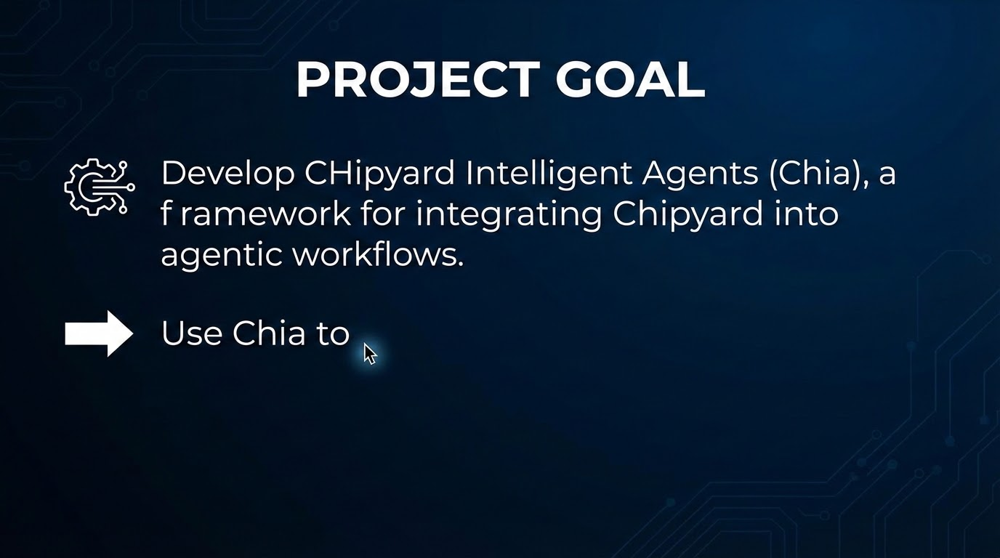 PROJECT GOAL
Develop CHipyard Intelligent Agents (Chia), a
f ramework for integrating Chipyard into
agentic workflows.
Use Chia to